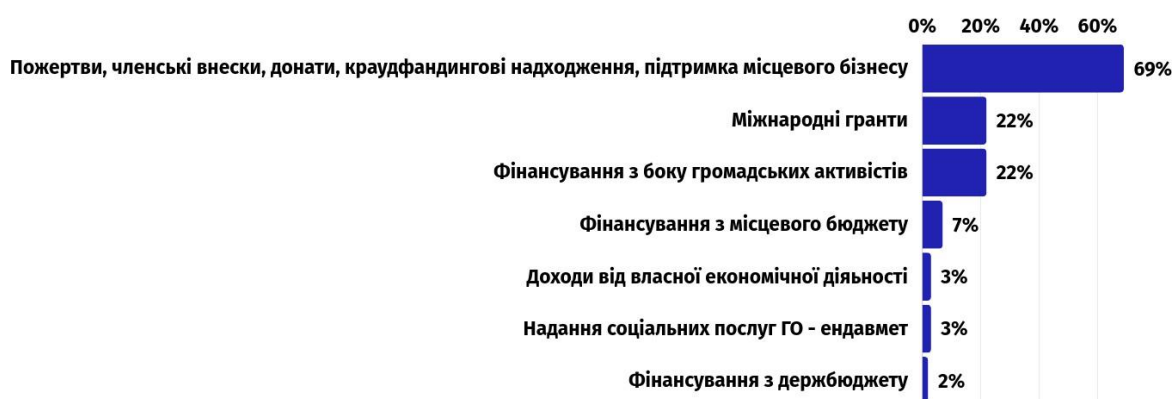 0% 20% 40% 60%
Пожертви, членські внески, донати, краудфандингові надходження, підтримка місцевого бізнесу 69%
Міжнародні гранти 22%
Фінансування з боку громадських активістів 22%
Фінансування з місцевого бюджету 7%
Доходи від власної економічної діяьності 3%
Надання соціальних послуг ГО - ендавмет 3%
Фінансування з держбюджету 2%